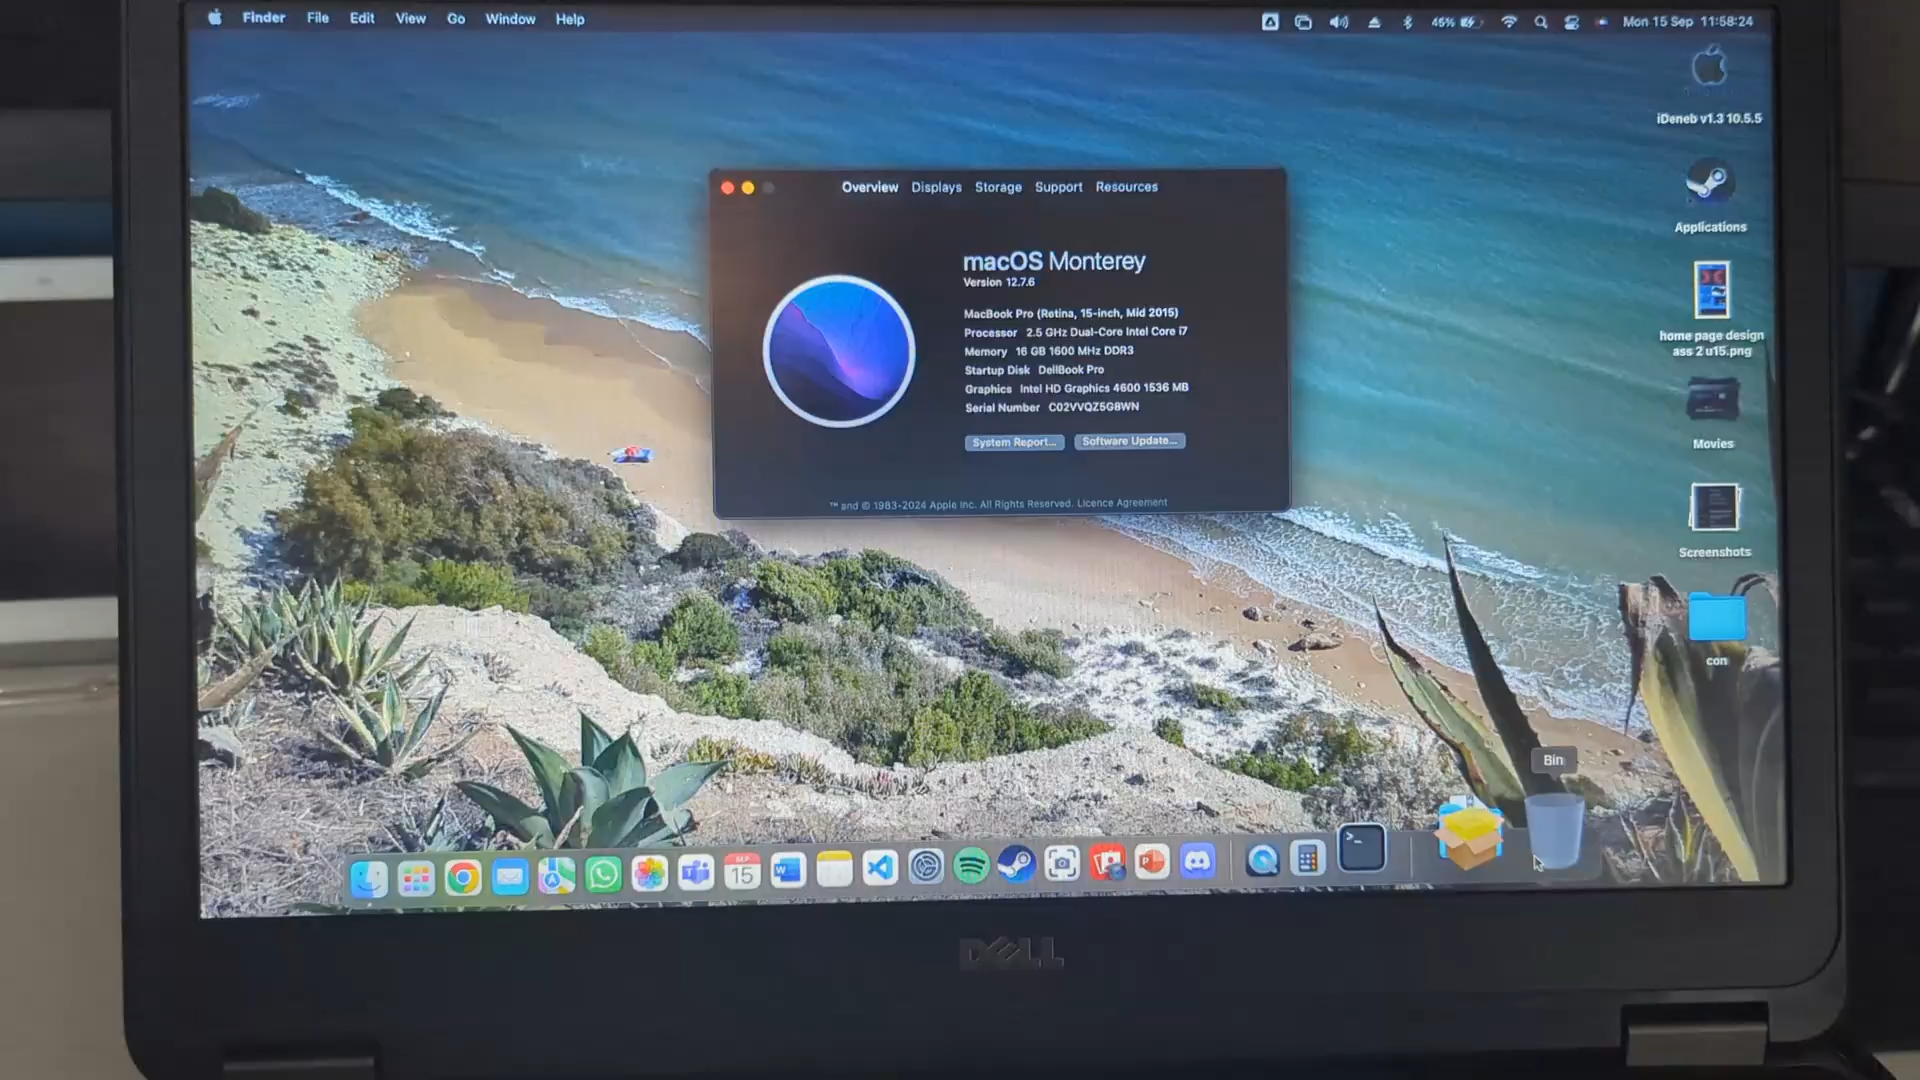 Finder File Edit View Go Window Help
45% Mon 15 Sep 11:58:24
iDeneb v1.3 10.5.5
Applications
home page design
ass 2 u15.png
Movies
Screenshots
con
Overview Displays Storage Support Resources
macOS Monterey
Version 12.7.6
MacBook Pro (Retina, 15-inch, Mid 2015)
Processor 2.5 GHz Dual-Core Intel Core i7
Memory 16 GB 1600 MHz DDR3
Startup Disk DellBook Pro
Graphics Intel HD Graphics 4600 1536 MB
Serial Number C02VVQZ5G8WN
System Report... Software Update...
™ and © 1983-2024 Apple Inc. All Rights Reserved. Licence Agreement
Bin
SEP
15
DELL